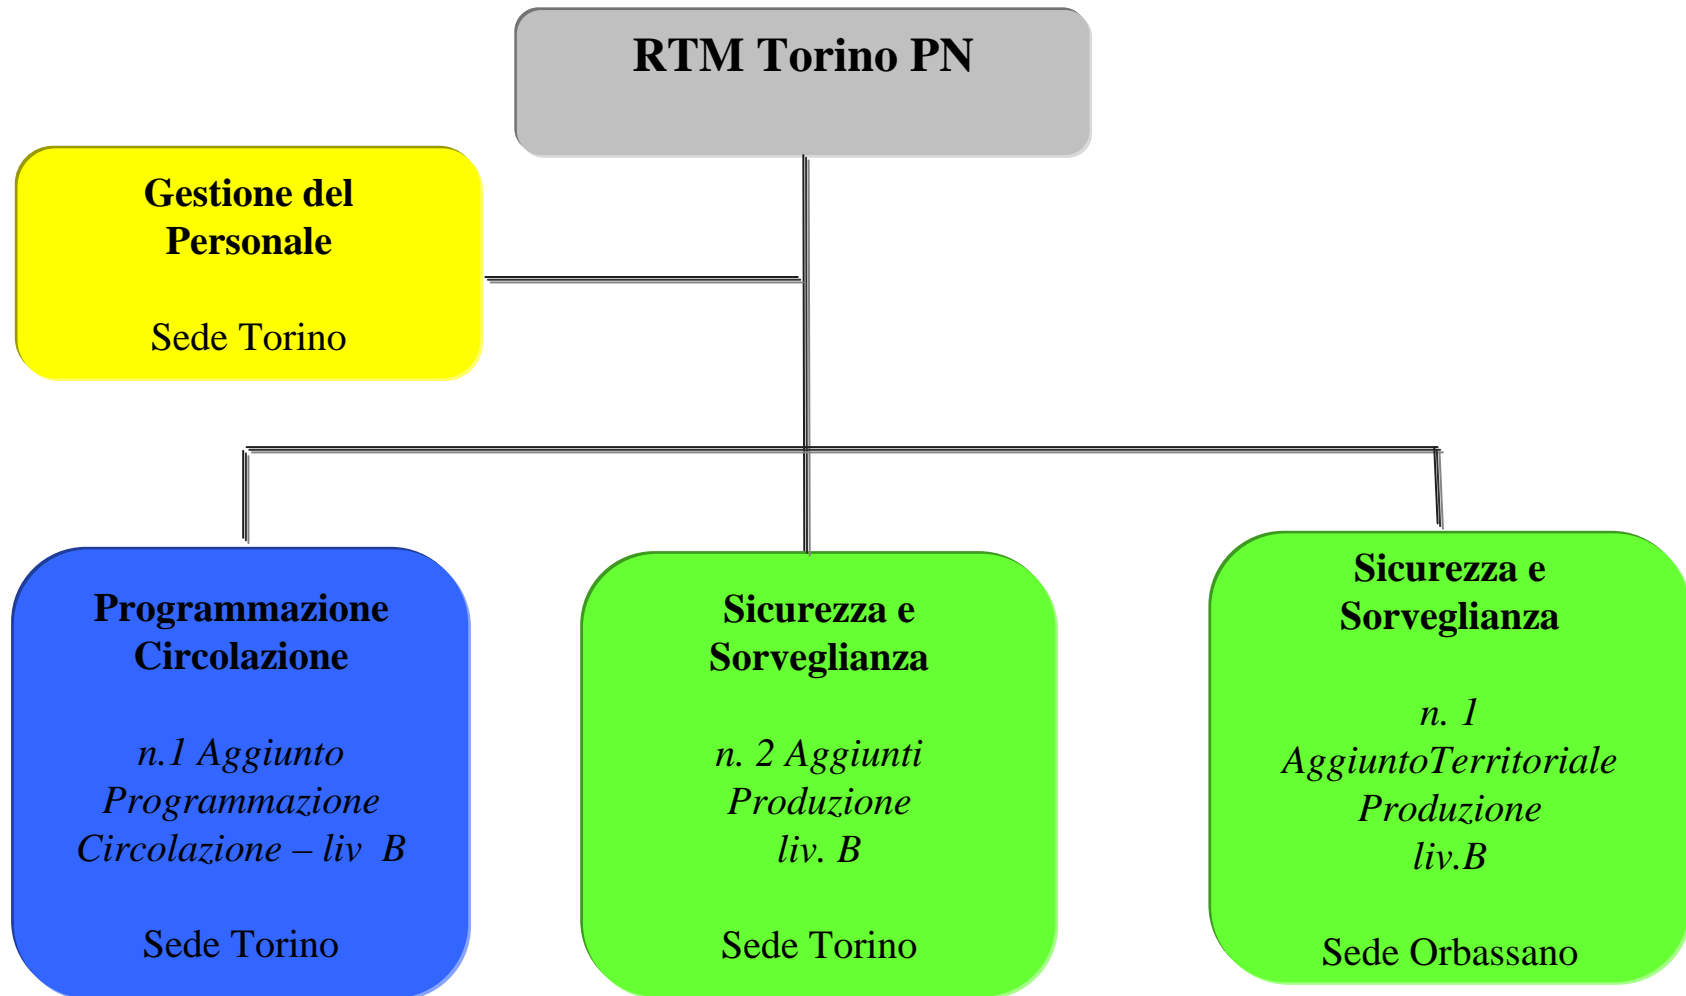 RTM Torino PN
Gestione del
Personale
Sede Torino
Programmazione
Circolazione
n.1 Aggiunto
Programmazione
Circolazione – liv  B
Sede Torino
Sicurezza e
Sorveglianza
n. 2 Aggiunti
Produzione
liv. B
Sede Torino
Sicurezza e
Sorveglianza
n. 1
AggiuntoTerritoriale
Produzione
liv.B
Sede Orbassano